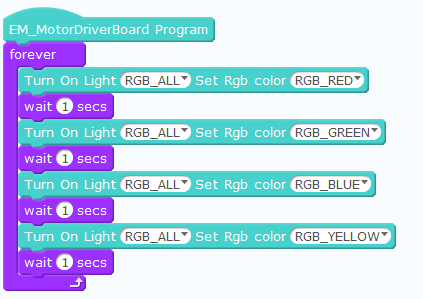 EM_MotorDriverBoard Program
forever
Turn On Light RGB_ALL Set Rgb color RGB_RED
wait 1 secs
Turn On Light RGB_ALL Set Rgb color RGB_GREEN
wait 1 secs
Turn On Light RGB_ALL Set Rgb color RGB_BLUE
wait 1 secs
Turn On Light RGB_ALL Set Rgb color RGB_YELLOW
wait 1 secs